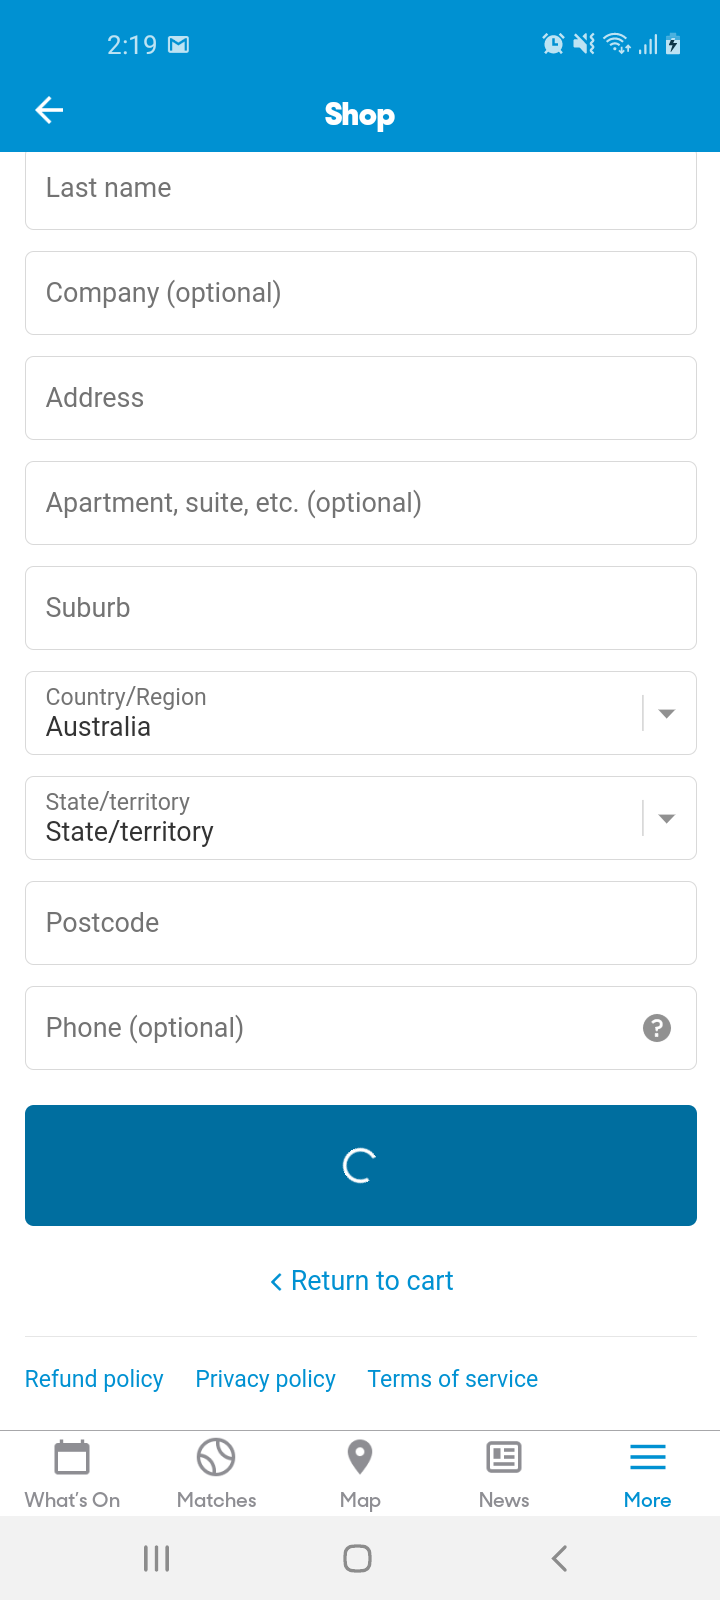 2:19
Shop
Last name
Company (optional)
Address
Apartment, suite, etc. (optional)
Suburb
Country/Region
Australia
State/territory
State/territory
Postcode
Phone (optional)
?
Return to cart
Refund policy Privacy policy Terms of service
What's On Matches Map News More